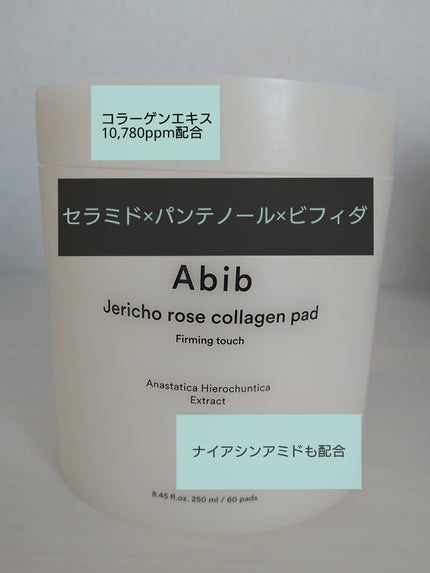 コラーゲンエキス
10,780ppm配合
セラミド×パンテノール×ビフィダ
Abib
Jericho rose collagen pad
Firming touch
Anastatica Hierochuntica
Extract
ナイアシンアミドも配合
8.45 fl.oz. 250 ml / 60 pads